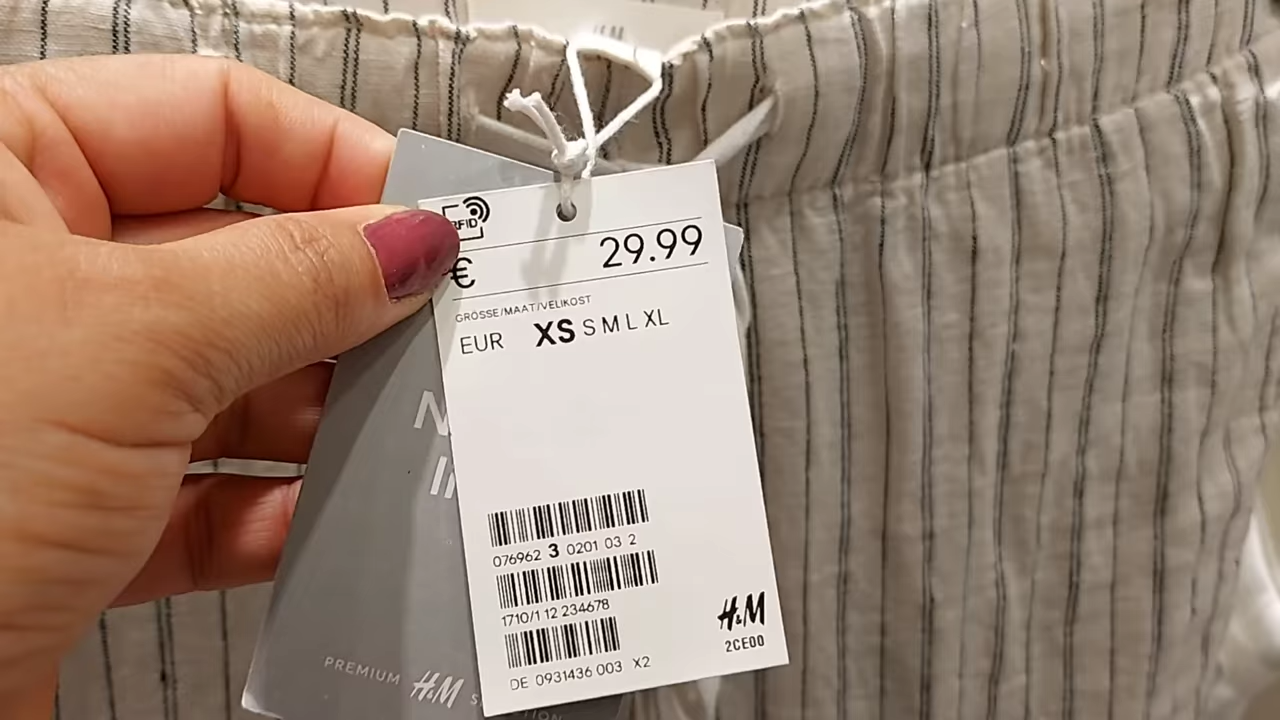 RFID
€ 29.99
GRÖSSE/MAAT/VELIKOST
EUR XS S M L XL
076962 3 0201 03 2
1710/1 12 234678
DE 0931436 003 X2
H&M
2CE00
PREMIUM H&M